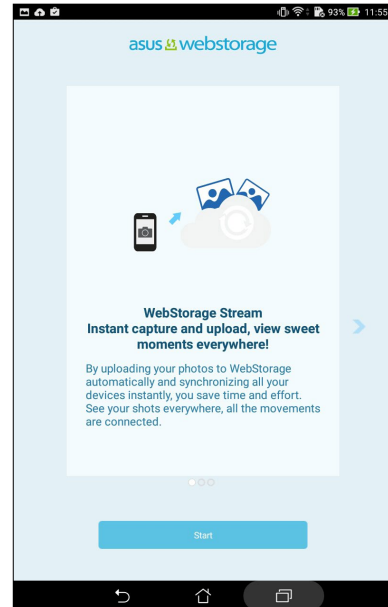 93% 11:55
asus webstorage
WebStorage Stream
Instant capture and upload, view sweet
moments everywhere!
By uploading your photos to WebStorage
automatically and synchronizing all your
devices instantly, you save time and effort.
See your shots everywhere, all the movements
are connected.
Start